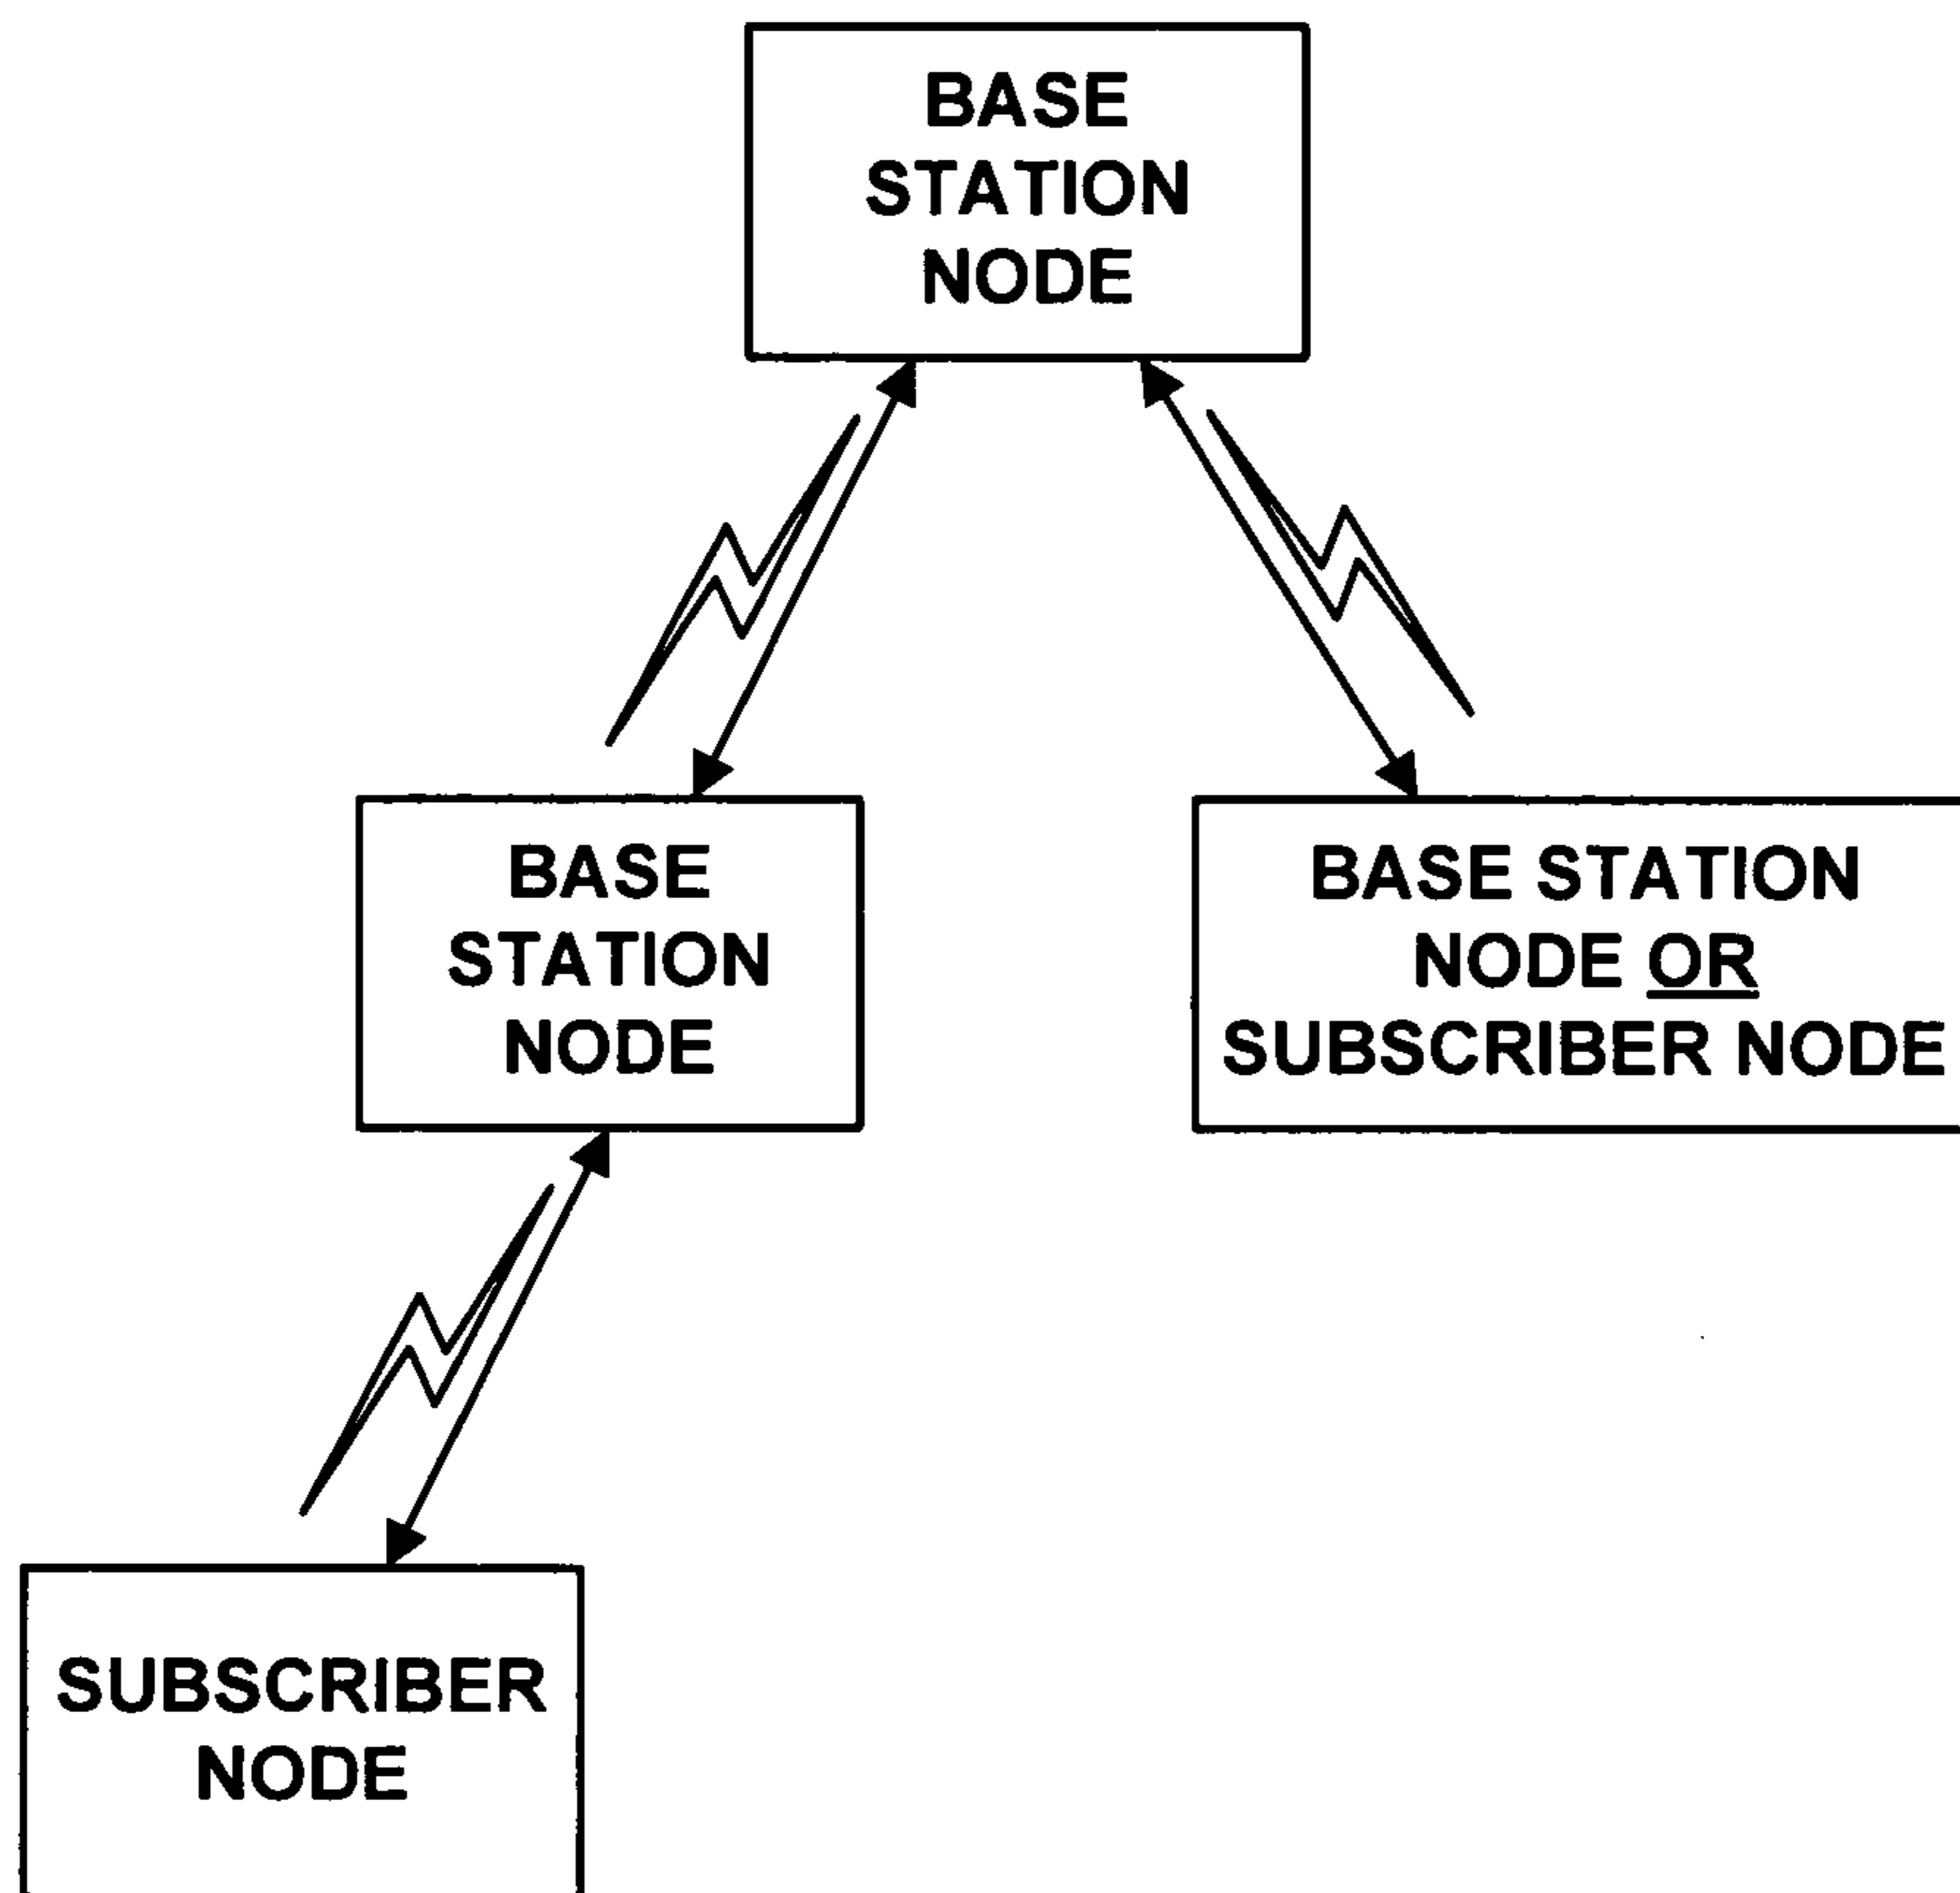 BASE
STATION
NODE
BASE
STATION
NODE
BASE STATION
NODE OR
SUBSCRIBER NODE
SUBSCRIBER
NODE